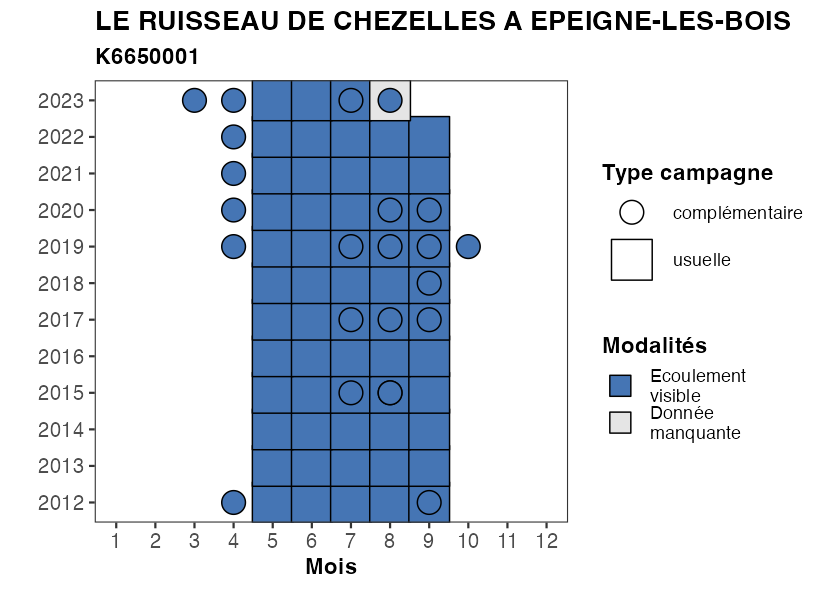 LE RUISSEAU DE CHEZELLES A EPEIGNE-LES-BOIS
K6650001
2023
2022
2021
2020
2019
2018
2017
2016
2015
2014
2013
2012
1 2 3 4 5 6 7 8 9 10 11 12
Mois
Type campagne
complémentaire
usuelle
Modalités
Ecoulement
visible
Donnée
manquante